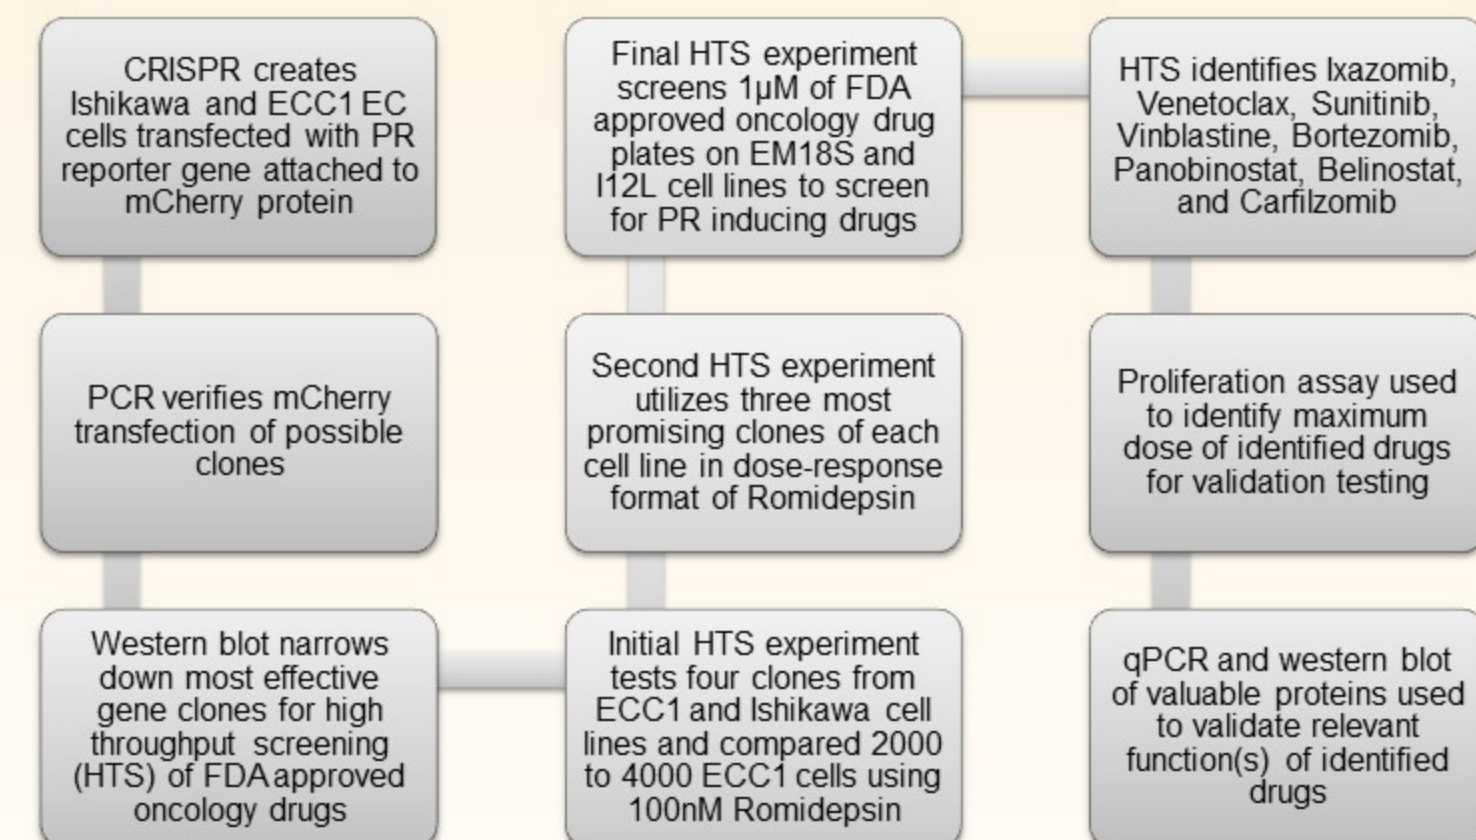 CRISPR creates
Ishikawa and ECC1 EC
cells transfected with PR
reporter gene attached to
mCherry protein
PCR verifies mCherry
transfection of possible
clones
Western blot narrows
down most effective
gene clones for high
throughput screening
(HTS) of FDA approved
oncology drugs
Initial HTS experiment
tests four clones from
ECC1 and Ishikawa cell
lines and compared 2000
to 4000 ECC1 cells using
100nM Romidepsin
Second HTS experiment
utilizes three most
promising clones of each
cell line in dose-response
format of Romidepsin
Final HTS experiment
screens 1µM of FDA
approved oncology drug
plates on EM18S and
I12L cell lines to screen
for PR inducing drugs
HTS identifies Ixazomib,
Venetoclax, Sunitinib,
Vinblastine, Bortezomib,
Panobinostat, Belinostat,
and Carfilzomib
Proliferation assay used
to identify maximum
dose of identified drugs
for validation testing
qPCR and western blot
of valuable proteins used
to validate relevant
function(s) of identified
drugs